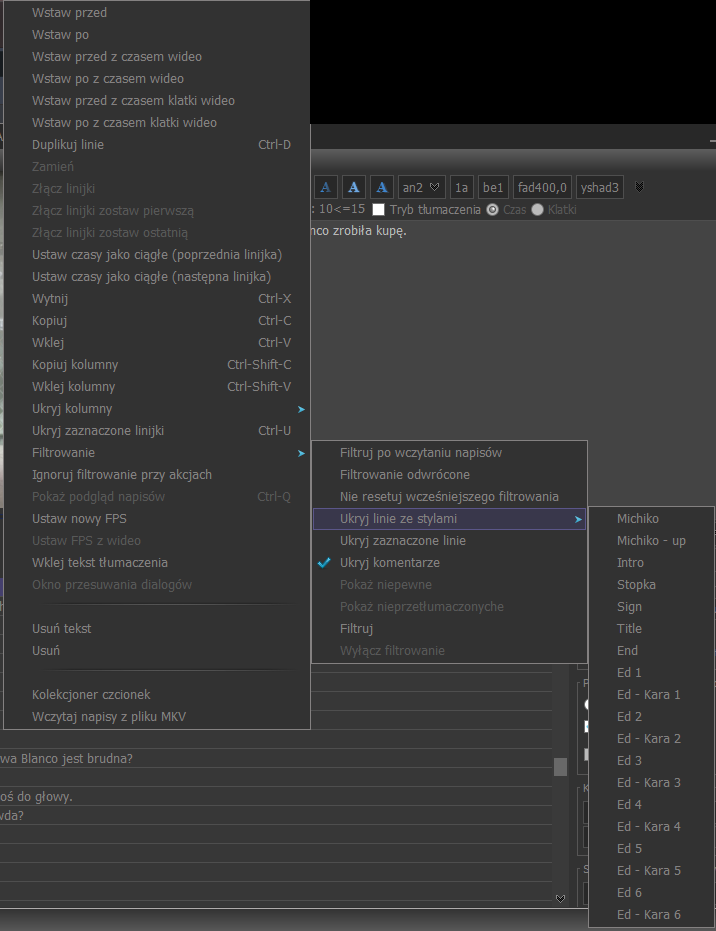 Wstaw przed
Wstaw po
Wstaw przed z czasem wideo
Wstaw po z czasem wideo
Wstaw przed z czasem klatki wideo
Wstaw po z czasem klatki wideo
Duplikuj linie Ctrl-D
Zamień
Złącz linijki
Złącz linijki zostaw pierwszą
Złącz linijki zostaw ostatnią
Ustaw czasy jako ciągłe (poprzednia linijka)
Ustaw czasy jako ciągłe (następna linijka)
Wytnij Ctrl-X
Kopiuj Ctrl-C
Wklej Ctrl-V
Kopiuj kolumny Ctrl-Shift-C
Wklej kolumny Ctrl-Shift-V
Ukryj kolumny
Ukryj zaznaczone linijki Ctrl-U
Filtrowanie
Ignoruj filtrowanie przy akcjach
Pokaż podgląd napisów Ctrl-Q
Ustaw nowy FPS
Ustaw FPS z wideo
Wklej tekst tłumaczenia
Okno przesuwania dialogów
Usuń tekst
Usuń
Kolekcjoner czcionek
Wczytaj napisy z pliku MKV
A A A an2 1a be1 fad400,0 yshad3
: 10<=15 Tryb tłumaczenia Czas Klatki
nco zrobiła kupę.
Filtruj po wczytaniu napisów
Filtrowanie odwrócone
Nie resetuj wcześniejszego filtrowania
Ukryj linie ze stylami
Ukryj zaznaczone linie
Ukryj komentarze
Pokaż niepewne
Pokaż nieprzetłumaczonyche
Filtruj
Wyłącz filtrowanie
Michiko
Michiko - up
Intro
Stopka
Sign
Title
End
Ed 1
Ed - Kara 1
Ed 2
Ed - Kara 2
Ed 3
Ed - Kara 3
Ed 4
Ed - Kara 4
Ed 5
Ed - Kara 5
Ed 6
Ed - Kara 6
wa Blanco jest brudna?
oś do głowy.
wda?